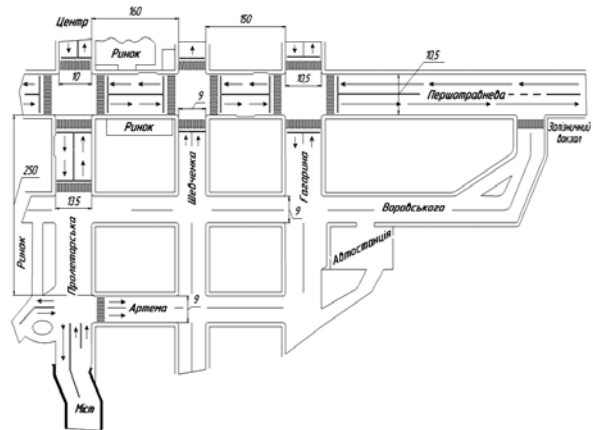 Центр
160
150
Ринок
10
10,5
10,5
Першотравнева
9
Ринок
Залізничний
вокзал
Шевченка
Гагарина
250
13.5
9
Воровського
Автостанція
Ринок
Пролетарська
Артема
9
Міст